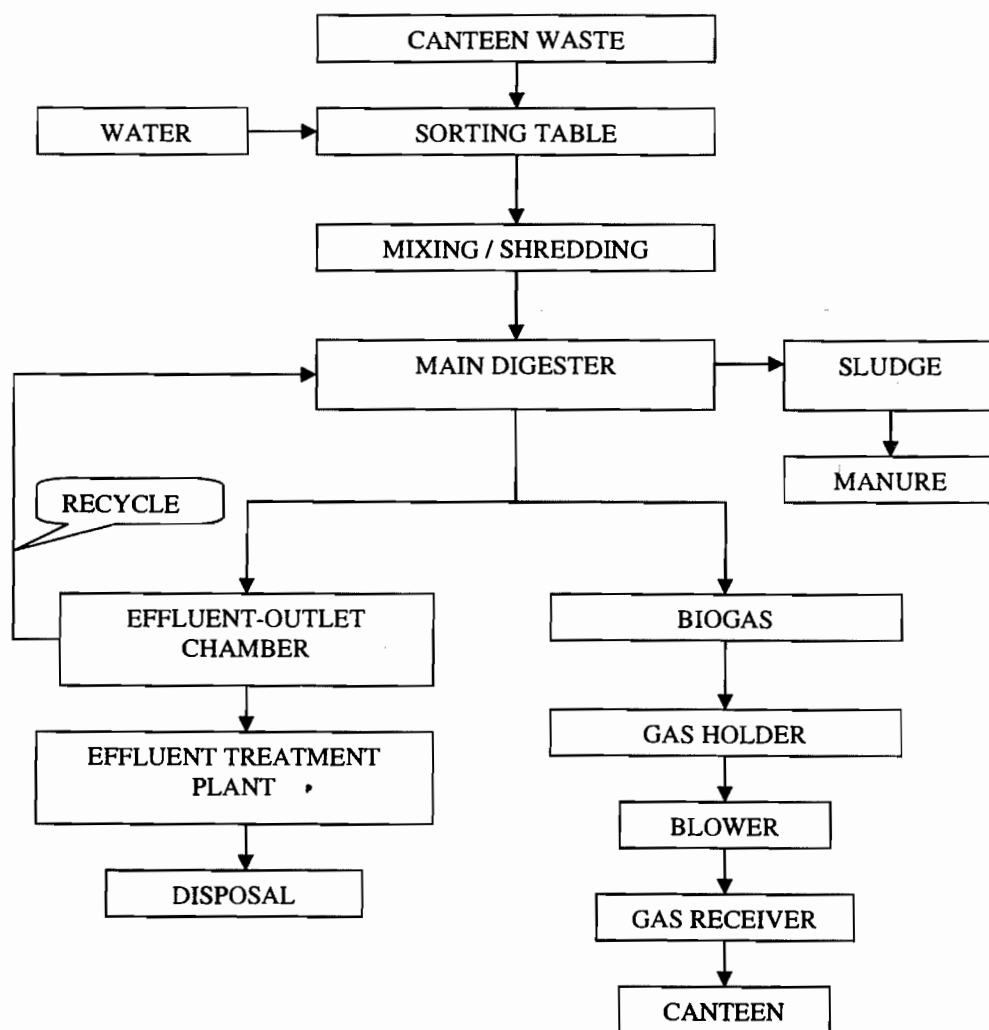 CANTEEN WASTE
WATER
SORTING TABLE
MIXING / SHREDDING
MAIN DIGESTER
SLUDGE
MANURE
RECYCLE
EFFLUENT-OUTLET
CHAMBER
BIOGAS
EFFLUENT TREATMENT
PLANT
GAS HOLDER
BLOWER
DISPOSAL
GAS RECEIVER
CANTEEN